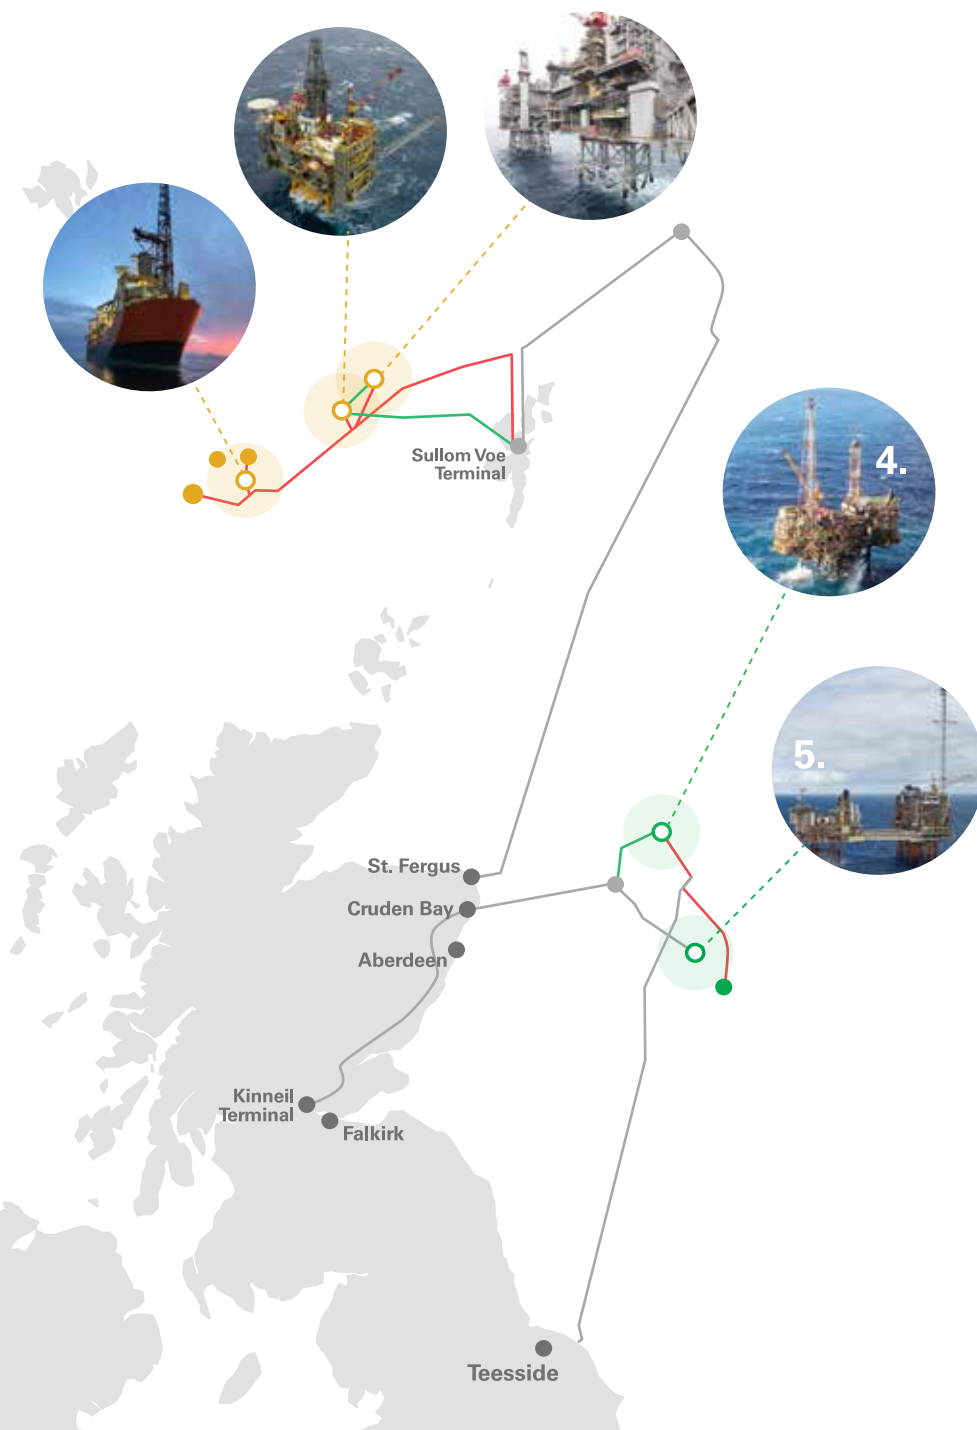 Sullom Voe
Terminal
4.
5.
St. Fergus
Cruden Bay
Aberdeen
Kinneil
Terminal
Falkirk
Teesside